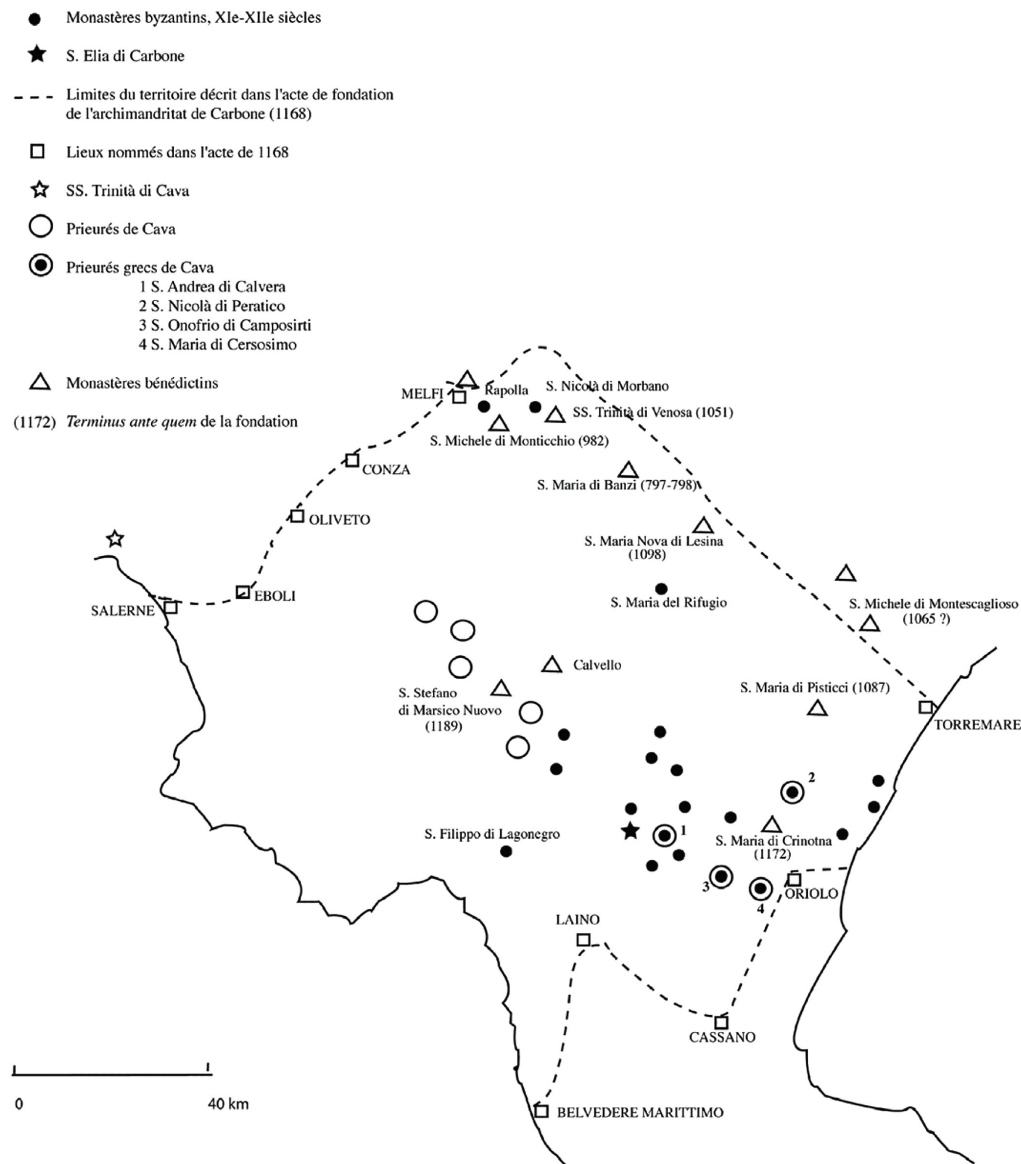 Monastères byzantins, XIe-XIIe siècles
S. Elia di Carbone
Limites du territoire décrit dans l'acte de fondation
de l'archimandritat de Carbone (1168)
Lieux nommés dans l'acte de 1168
SS. Trinità di Cava
Prieurés de Cava
Prieurés grecs de Cava
1 S. Andrea di Calvera
2 S. Nicolà di Peratico
3 S. Onofrio di Camposirti
4 S. Maria di Cersosimo
Monastères bénédictins
(1172) Terminus ante quem de la fondation
MELFI
Rapolla
S. Nicolà di Morbano
SS. Trinità di Venosa (1051)
S. Michele di Monticchio (982)
CONZA
S. Maria di Banzi (797-798)
OLIVETO
S. Maria Nova di Lesina
(1098)
EBOLI
SALERNE
S. Maria del Rifugio
S. Michele di Montescaglioso
(1065 ?)
Calvello
S. Stefano
di Marsico Nuovo
(1189)
S. Maria di Pisticci (1087)
TORREMARE
2
S. Filippo di Lagonegro
1
S. Maria di Crinotna
(1172)
3
4
ORIOLO
LAINO
CASSANO
BELVEDERE MARITTIMO
0
40 km